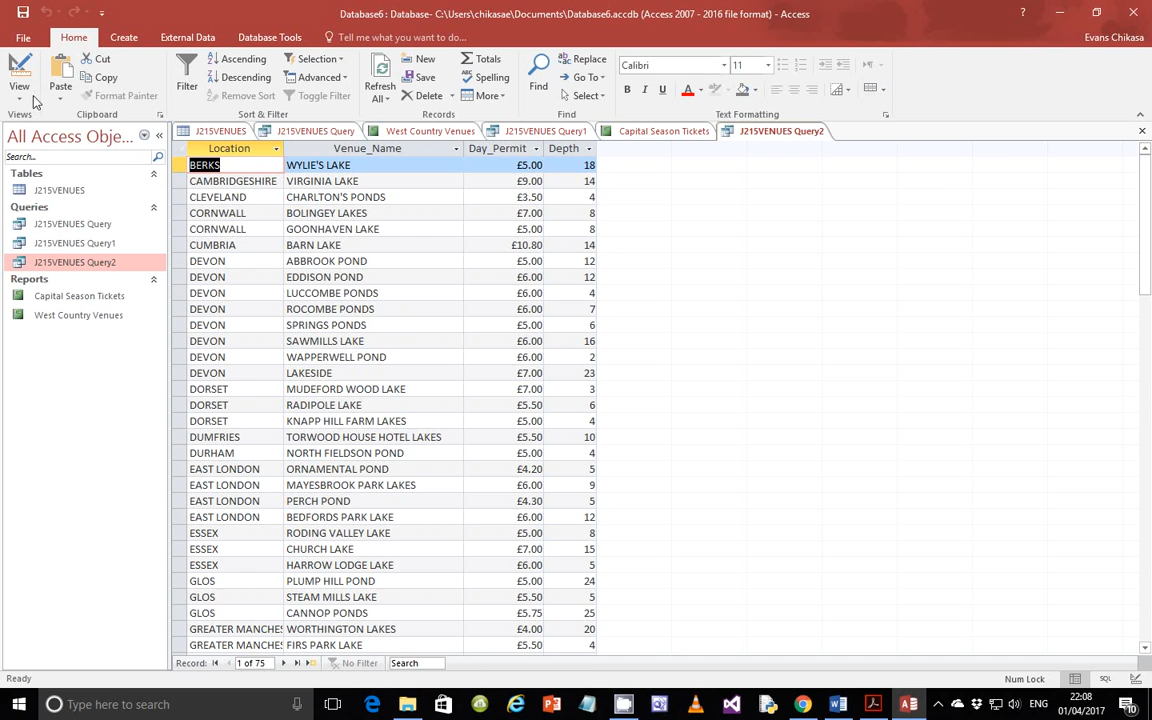 Database6 : Database- C:\Users\chikasae\Documents\Database6.accdb (Access 2007 - 2016 file format) - Access
File Home Create External Data Database Tools Tell me what you want to do... Evans Chikasa
View Paste Cut Copy Format Painter Filter Ascending Descending Remove Sort Selection Advanced Toggle Filter Refresh All New Save Delete Totals Spelling More Find Replace Go To Select Calibri 11 B I U A
Views Clipboard Sort & Filter Records Find Text Formatting
All Access Obje... « J215VENUES J215VENUES Query West Country Venues J215VENUES Query1 Capital Season Tickets J215VENUES Query2
Search...
Tables
J215VENUES
Queries
J215VENUES Query
J215VENUES Query1
J215VENUES Query2
Reports
Capital Season Tickets
West Country Venues
Location Venue_Name Day_Permit Depth
BERKS WYLIE'S LAKE £5.00 18
CAMBRIDGESHIRE VIRGINIA LAKE £9.00 14
CLEVELAND CHARLTON'S PONDS £3.50 4
CORNWALL BOLINGEY LAKES £7.00 8
CORNWALL GOONHAVEN LAKE £5.00 8
CUMBRIA BARN LAKE £10.80 14
DEVON ABBROOK POND £5.00 12
DEVON EDDISON POND £6.00 12
DEVON LUCCOMBE PONDS £6.00 4
DEVON ROCOMBE PONDS £6.00 7
DEVON SPRINGS PONDS £5.00 6
DEVON SAWMILLS LAKE £6.00 16
DEVON WAPPERWELL POND £6.00 2
DEVON LAKESIDE £7.00 23
DORSET MUDEFORD WOOD LAKE £7.00 3
DORSET RADIPOLE LAKE £5.50 6
DORSET KNAPP HILL FARM LAKES £5.00 4
DUMFRIES TORWOOD HOUSE HOTEL LAKES £5.50 10
DURHAM NORTH FIELDSON POND £5.00 4
EAST LONDON ORNAMENTAL POND £4.20 5
EAST LONDON MAYESBROOK PARK LAKES £6.00 9
EAST LONDON PERCH POND £4.30 5
EAST LONDON BEDFORDS PARK LAKE £6.00 12
ESSEX RODING VALLEY LAKE £5.00 8
ESSEX CHURCH LAKE £7.00 15
ESSEX HARROW LODGE LAKE £6.00 5
GLOS PLUMP HILL POND £5.00 24
GLOS STEAM MILLS LAKE £5.50 5
GLOS CANNOP PONDS £5.75 25
GREATER MANCHES WORTHINGTON LAKES £4.00 20
GREATER MANCHES FIRS PARK LAKE £5.50 4
Record: 1 of 75 No Filter Search
Ready Num Lock SQL
Type here to search ENG 22:08
01/04/2017